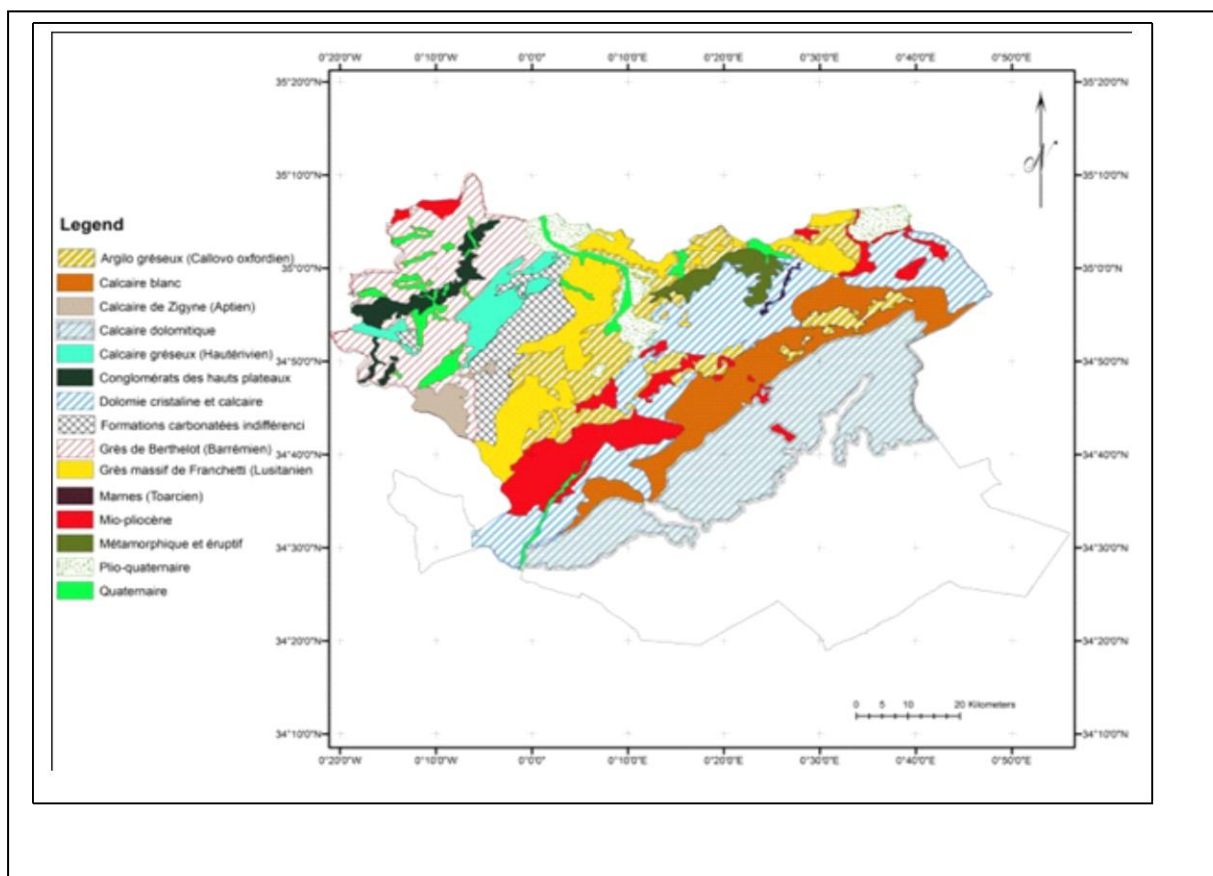 0°20'0"W 0°10'0"W 0°0'0" 0°10'0"E 0°20'0"E 0°30'0"E 0°40'0"E 0°50'0"E
35°20'0"N 35°20'0"N
N
35°10'0"N 35°10'0"N
Legend
Argilo gréseux (Callovo oxfordien)
35°0'0"N 35°0'0"N
Calcaire blanc
Calcaire de Zigyne (Aptien)
Calcaire dolomitique
Calcaire gréseux (Hautérivien)
34°50'0"N 34°50'0"N
Conglomérats des hauts plateaux
Dolomie cristaline et calcaire
Formations carbonatées indifférenci
Grès de Berthelot (Barrémien)
34°40'0"N 34°40'0"N
Grès massif de Franchetti (Lusitanien
Marnes (Toarcien)
Mio-pliocène
Métamorphique et éruptif
34°30'0"N 34°30'0"N
Plio-quaternaire
Quaternaire
34°20'0"N 34°20'0"N
0 5 10 20 Kilometers
34°10'0"N 34°10'0"N
0°20'0"W 0°10'0"W 0°0'0" 0°10'0"E 0°20'0"E 0°30'0"E 0°40'0"E 0°50'0"E